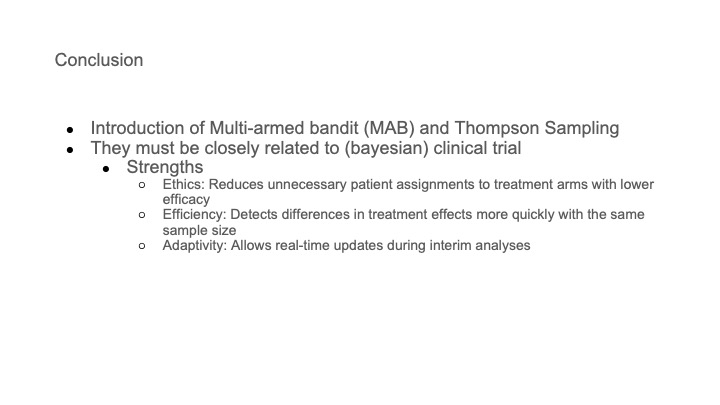 Conclusion
● Introduction of Multi-armed bandit (MAB) and Thompson Sampling
● They must be closely related to (bayesian) clinical trial
● Strengths
○ Ethics: Reduces unnecessary patient assignments to treatment arms with lower
efficacy
○ Efficiency: Detects differences in treatment effects more quickly with the same
sample size
○ Adaptivity: Allows real-time updates during interim analyses